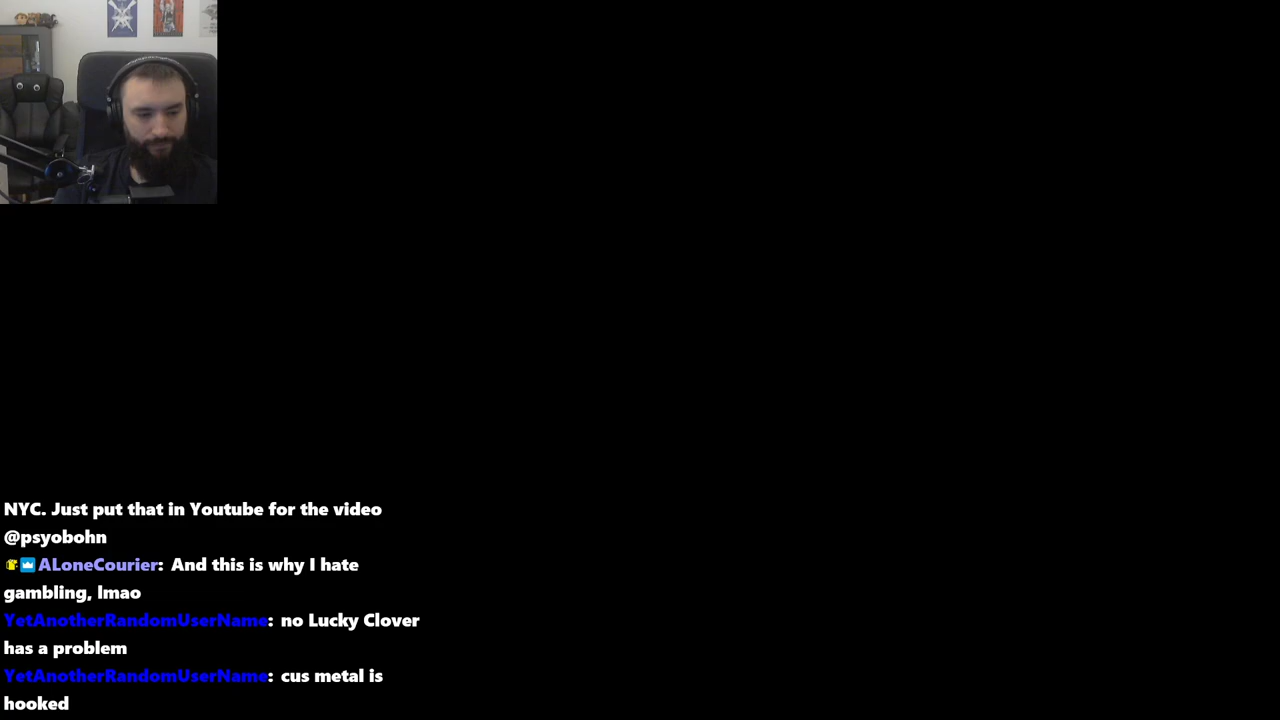 NYC. Just put that in Youtube for the video
@psyobohn
ALoneCourier: And this is why I hate
gambling, lmao
YetAnotherRandomUserName: no Lucky Clover
has a problem
YetAnotherRandomUserName: cus metal is
hooked